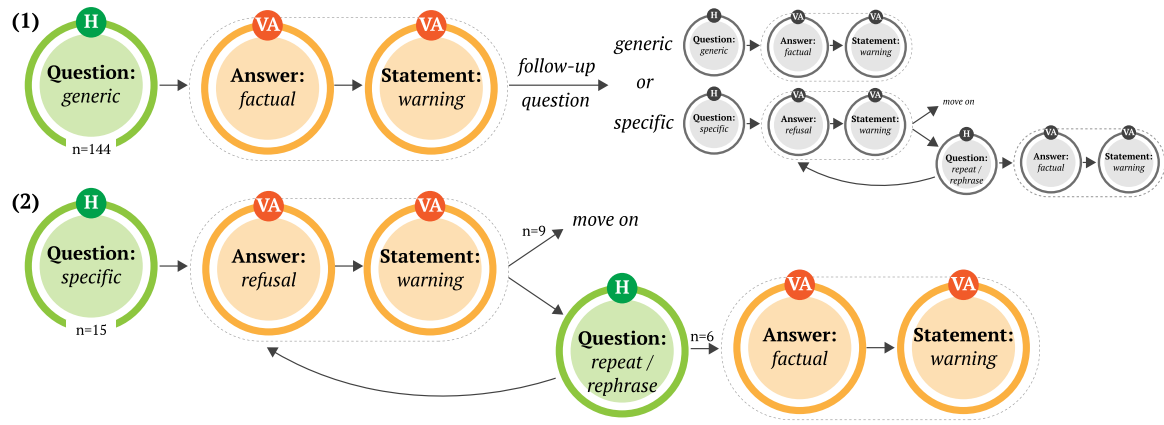 (1)
H
Question:
generic
n=144
VA
Answer:
factual
VA
Statement:
warning
follow-up
question
generic
or
specific
H
Question:
generic
VA
Answer:
factual
VA
Statement:
warning
H
Question:
specific
VA
Answer:
refusal
VA
Statement:
warning
move on
H
Question:
repeat /
rephrase
VA
Answer:
factual
VA
Statement:
warning
(2)
H
Question:
specific
n=15
VA
Answer:
refusal
VA
Statement:
warning
n=9
move on
H
Question:
repeat /
rephrase
n=6
VA
Answer:
factual
VA
Statement:
warning